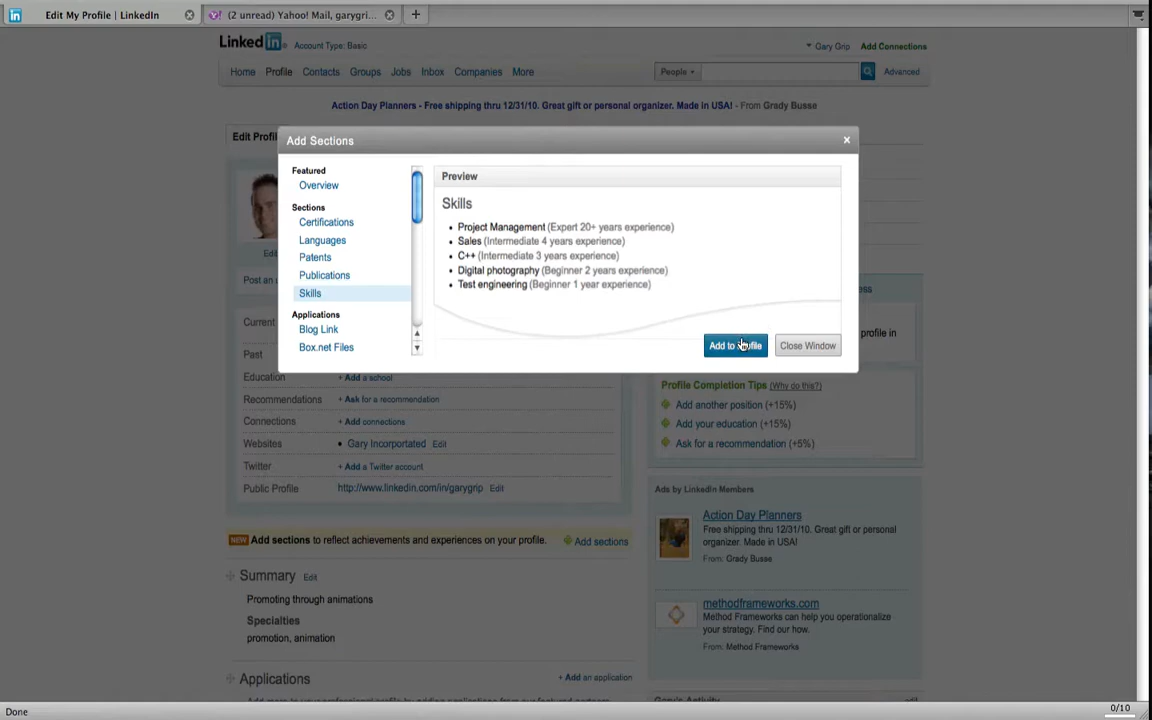 Edit My Profile | LinkedIn
(2 unread) Yahoo! Mail, garygri...
Linked in Account Type: Basic
Gary Grip Add Connections
Home Profile Contacts Groups Jobs Inbox Companies More
People Advanced
Action Day Planners - Free shipping thru 12/31/10. Great gift or personal organizer. Made in USA! - From Grady Busse
Edit Profil
Add Sections
×
Featured
Overview
Sections
Certifications
Languages
Patents
Publications
Skills
Applications
Blog Link
Box.net Files
Preview
Skills
Project Management (Expert 20+ years experience)
Sales (Intermediate 4 years experience)
C++ (Intermediate 3 years experience)
Digital photography (Beginner 2 years experience)
Test engineering (Beginner 1 year experience)
Add to Close Window
Edit
Post an
Current
Past
Education + Add a school
Recommendations + Ask for a recommendation
Connections + Add connections
Websites • Gary Incorportated Edit
Twitter + Add a Twitter account
Public Profile http://www.linkedin.com/in/garygrip Edit
NEW Add sections to reflect achievements and experiences on your profile. Add sections
Summary Edit
Promoting through animations
Specialties
promotion, animation
Applications + Add an application
profile in
Profile Completion Tips (Why do this?)
Add another position (+15%)
Add your education (+15%)
Ask for a recommendation (+5%)
Ads by LinkedIn Members
Action Day Planners
Free shipping thru 12/31/10. Great gift or personal
organizer. Made in USA!
From: Grady Busse
methodframeworks.com
Method Frameworks can help you operationalize
your strategy. Find our how.
From: Method Frameworks
Done
0/10